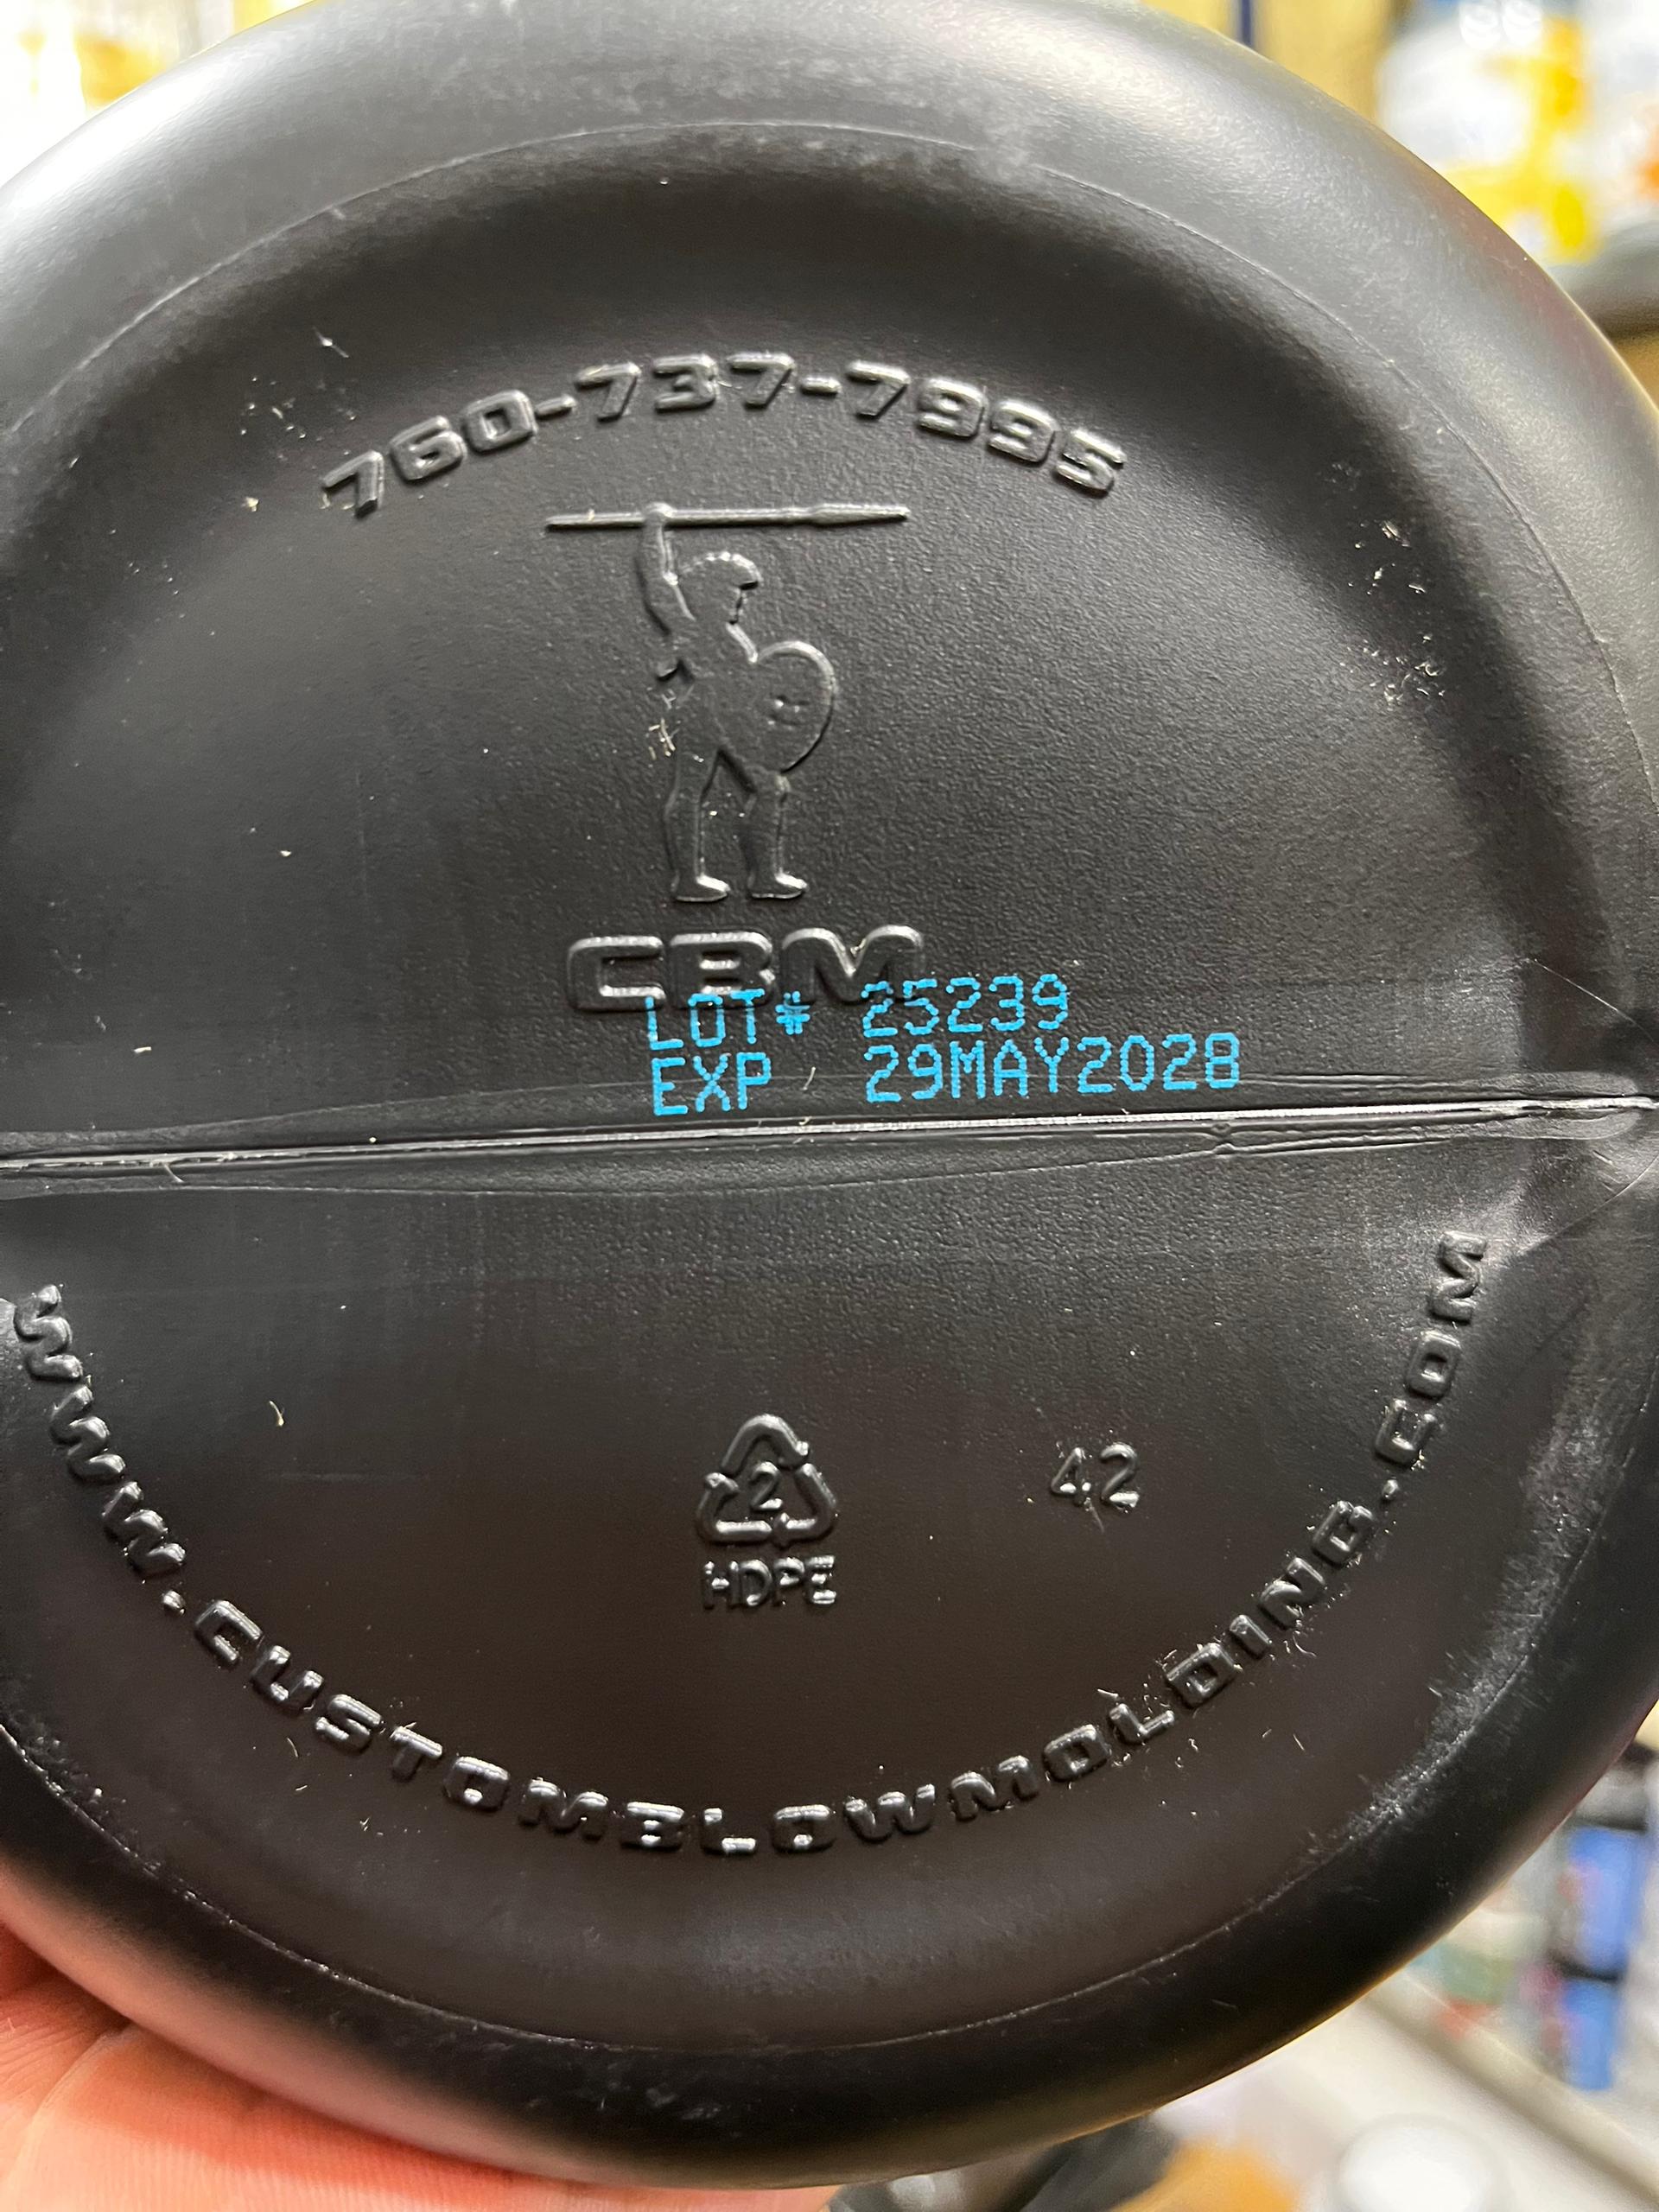 760-737-7995
CBM
LOT# 25239
EXP 29MAY2028
2
HDPE
42
WWW.CUSTOMBLOWMOLDING.COM